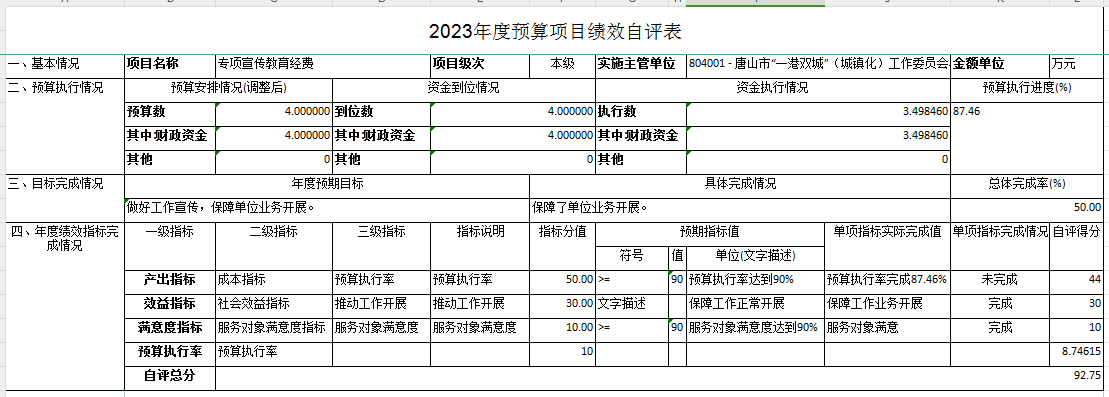 2023年度预算项目绩效自评表
一、基本情况 项目名称 专项宣传教育经费 项目级次 本级 实施主管单位 804001 - 唐山市“一港双城”（城镇化）工作委员会 金额单位 万元
二、预算执行情况 预算安排情况(调整后) 资金到位情况 资金执行情况 预算执行进度(%)
预算数 4.000000 到位数 4.000000 执行数 3.498460 87.46
其中:财政资金 4.000000 其中:财政资金 4.000000 其中:财政资金 3.498460
其他 0 其他 0 其他 0
三、目标完成情况 年度预期目标 具体完成情况 总体完成率(%)
做好工作宣传，保障单位业务开展。 保障了单位业务开展。 50.00
四、年度绩效指标完成情况 一级指标 二级指标 三级指标 指标说明 指标分值 预期指标值 单项指标实际完成值 单项指标完成情况 自评得分
符号 值 单位(文字描述)
产出指标 成本指标 预算执行率 预算执行率 50.00 >= 90 预算执行率达到90% 预算执行率完成87.46% 未完成 44
效益指标 社会效益指标 推动工作开展 推动工作开展 30.00 文字描述 保障工作正常开展 保障工作业务开展 完成 30
满意度指标 服务对象满意度指标 服务对象满意度 服务对象满意度 10.00 >= 90 服务对象满意度达到90% 服务对象满意 完成 10
预算执行率 预算执行率 10 8.74615
自评总分 92.75